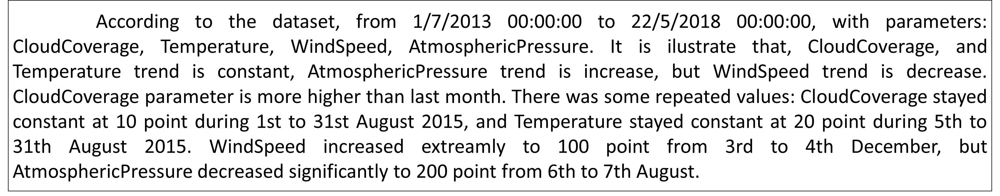 According to the dataset, from 1/7/2013 00:00:00 to 22/5/2018 00:00:00, with parameters:
CloudCoverage, Temperature, WindSpeed, AtmosphericPressure. It is ilustrate that, CloudCoverage, and
Temperature trend is constant, AtmosphericPressure trend is increase, but WindSpeed trend is decrease.
CloudCoverage parameter is more higher than last month. There was some repeated values: CloudCoverage stayed
constant at 10 point during 1st to 31st August 2015, and Temperature stayed constant at 20 point during 5th to
31th August 2015. WindSpeed increased extreamly to 100 point from 3rd to 4th December, but
AtmosphericPressure decreased significantly to 200 point from 6th to 7th August.